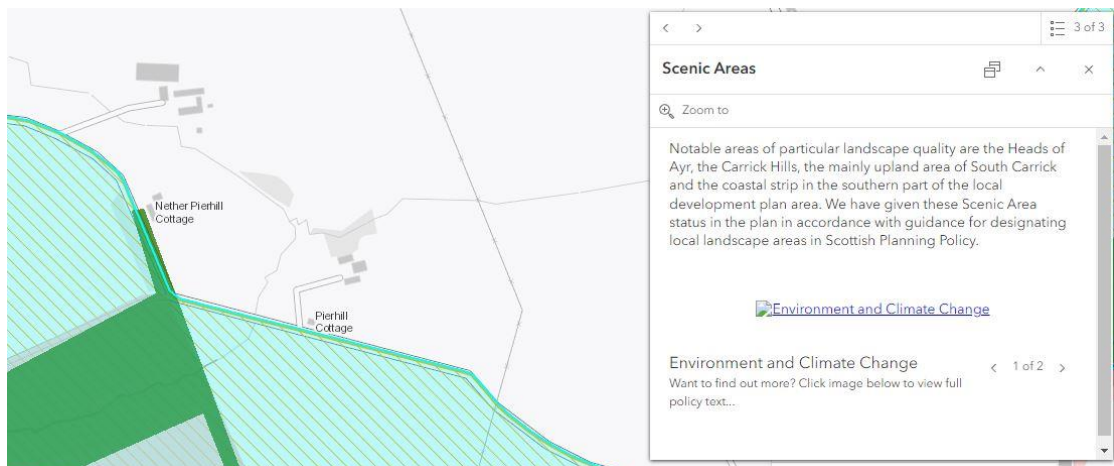 Nether Pierhill
Cottage
Pierhill
Cottage
3 of 3
Scenic Areas
Zoom to
Notable areas of particular landscape quality are the Heads of
Ayr, the Carrick Hills, the mainly upland area of South Carrick
and the coastal strip in the southern part of the local
development plan area. We have given these Scenic Area
status in the plan in accordance with guidance for designating
local landscape areas in Scottish Planning Policy.
Environment and Climate Change
Environment and Climate Change
1 of 2
Want to find out more? Click image below to view full
policy text...